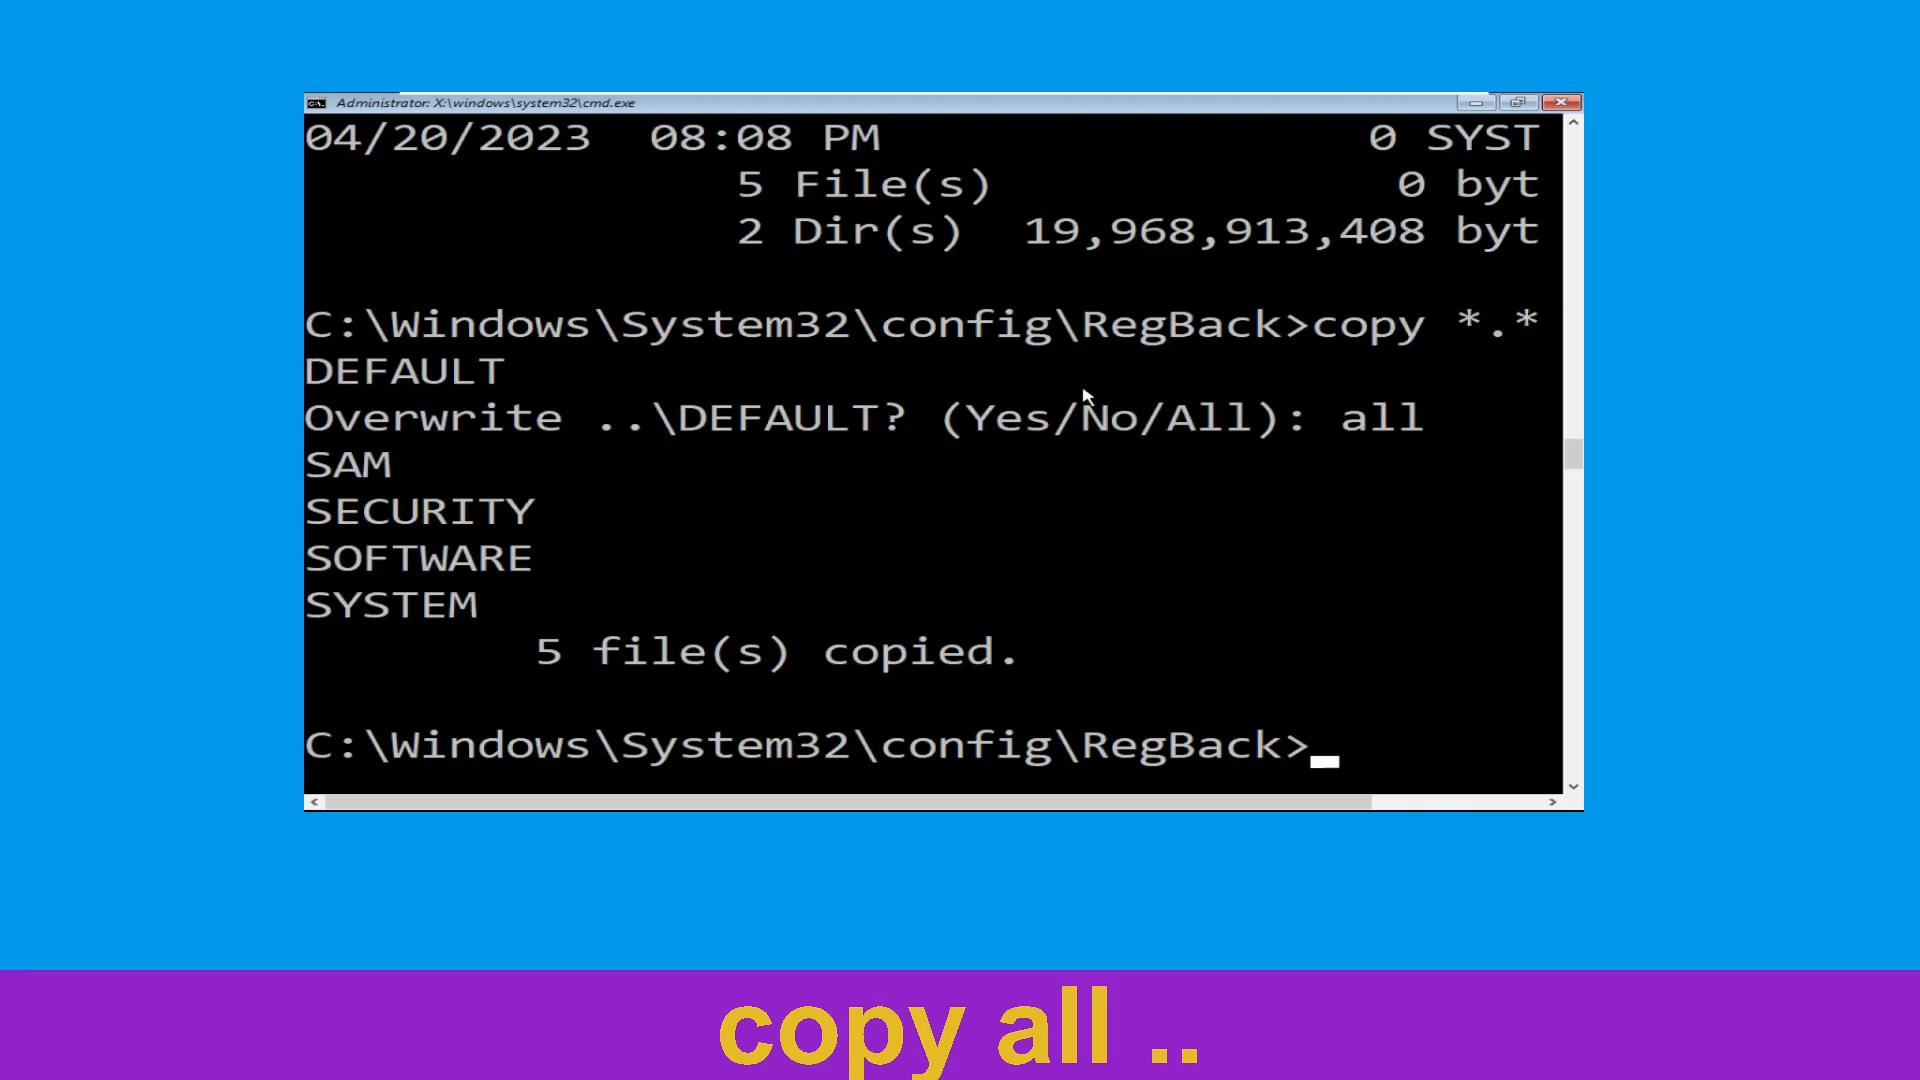 Administrator: X:\windows\system32\cmd.exe
04/20/2023 08:08 PM 0 SYST
5 File(s) 0 byt
2 Dir(s) 19,968,913,408 byt
C:\Windows\System32\config\RegBack>copy *.*
DEFAULT
Overwrite ..\DEFAULT? (Yes/No/All): all
SAM
SECURITY
SOFTWARE
SYSTEM
5 file(s) copied.
C:\Windows\System32\config\RegBack>
copy all ..